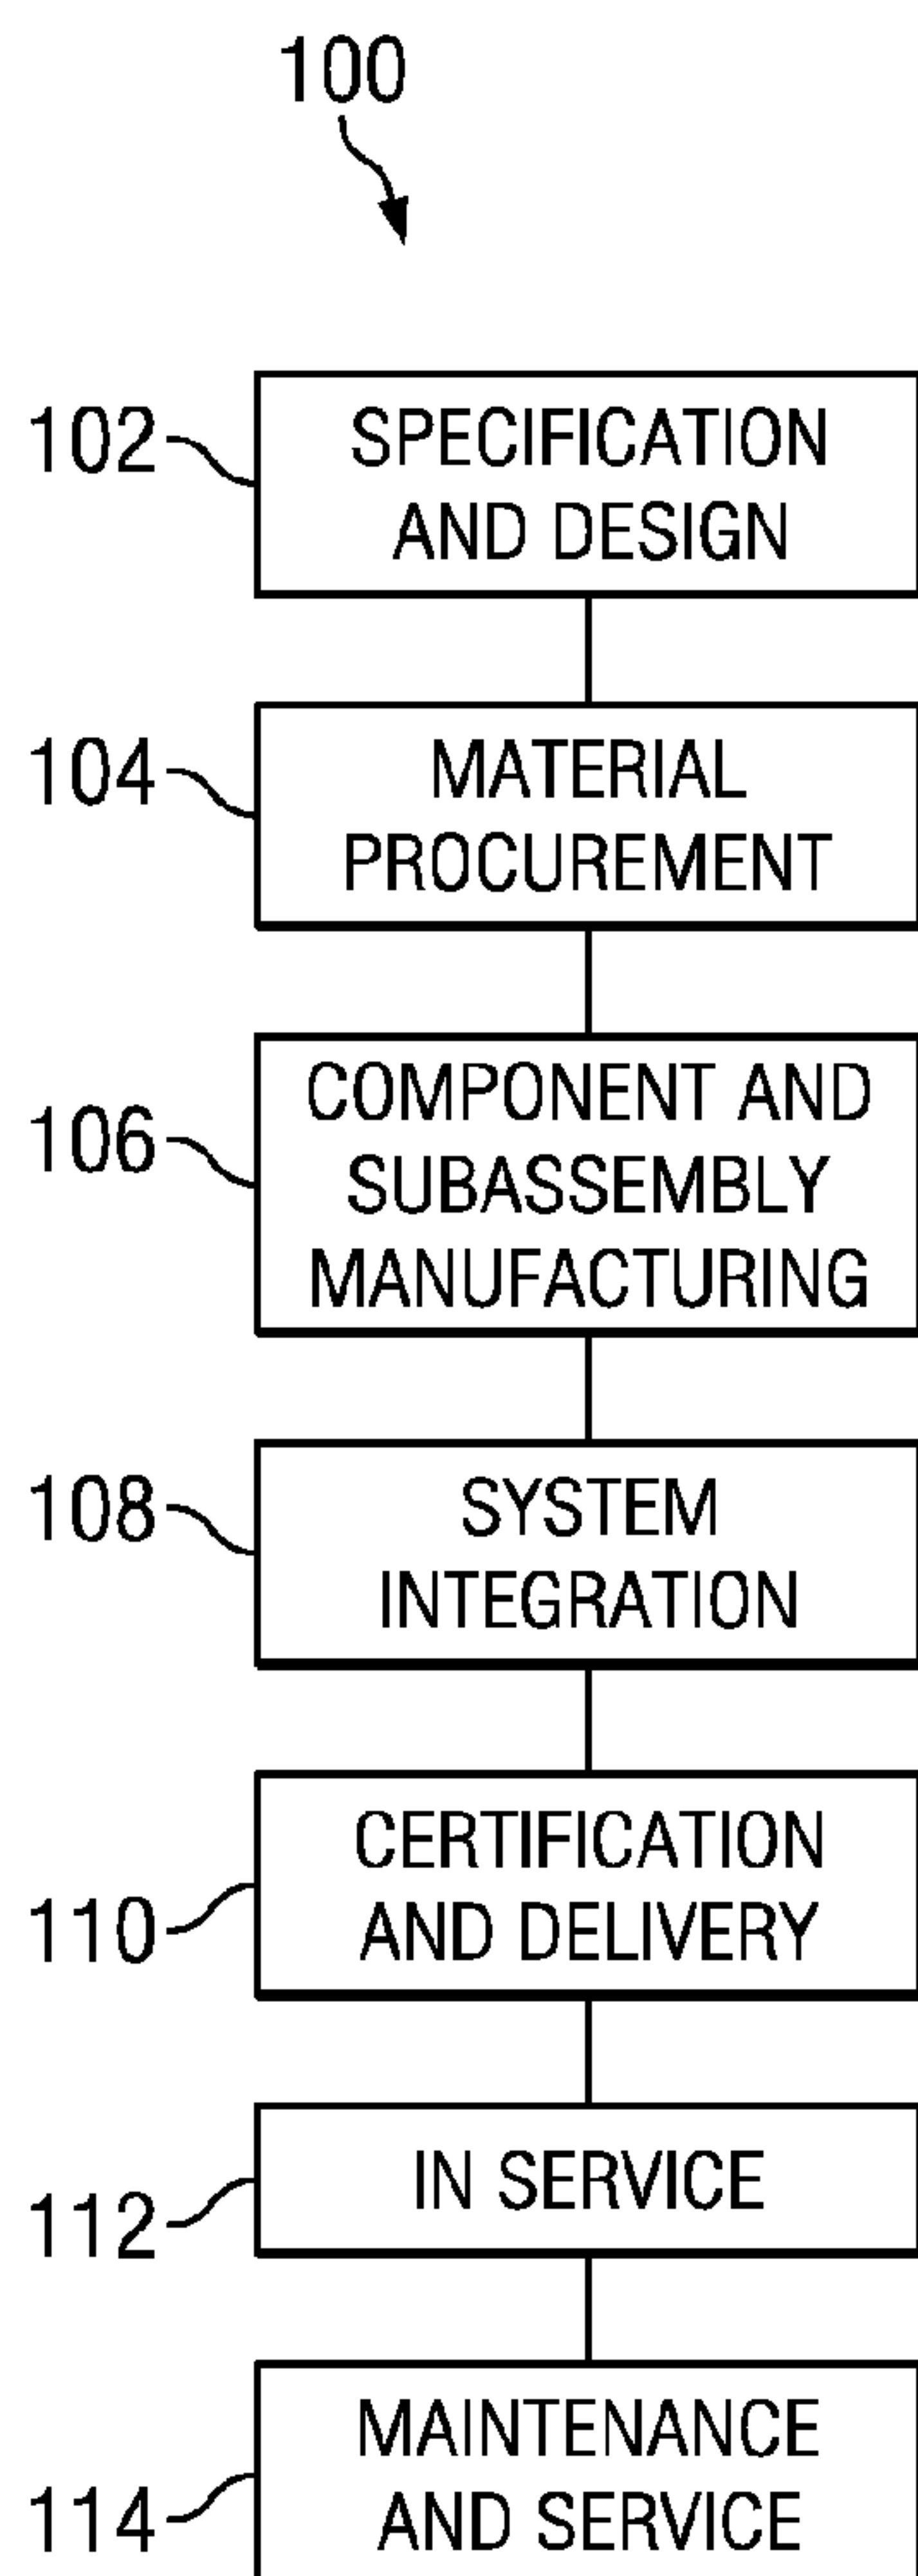 100
102
SPECIFICATION
AND DESIGN
104
MATERIAL
PROCUREMENT
106
COMPONENT AND
SUBASSEMBLY
MANUFACTURING
108
SYSTEM
INTEGRATION
110
CERTIFICATION
AND DELIVERY
112
IN SERVICE
114
MAINTENANCE
AND SERVICE